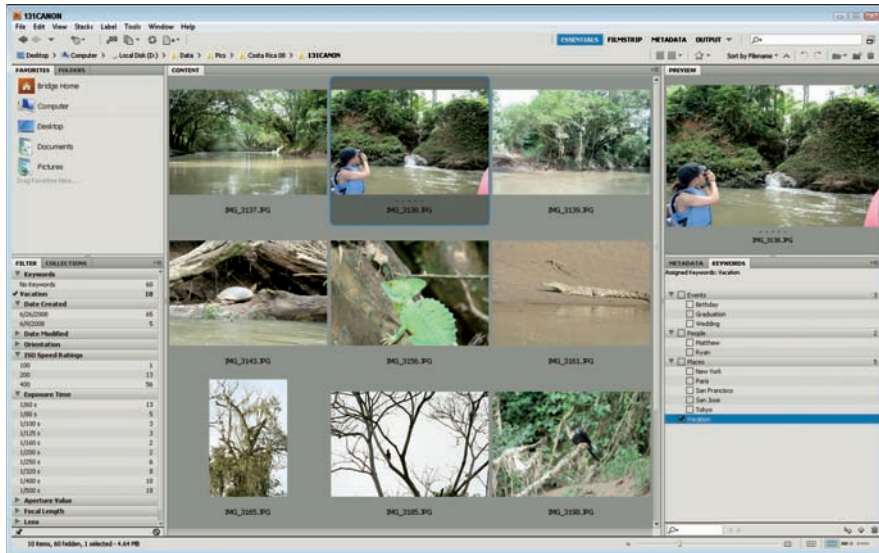 131CANON
File Edit View Stacks Label Tools Window Help
ESSENTIALS FILMSTRIP METADATA OUTPUT
Desktop > Computer > Local Disk (D:) > Data > Pics > Costa Rica 08 > 131CANON
Sort by Filename
FAVORITES FOLDERS
Bridge Home
Computer
Desktop
Documents
Pictures
Drag Favorites Here...
FILTER COLLECTIONS
Keywords
No Keywords 60
Vacation 10
Date Created
6/26/2008 65
6/9/2008 5
Date Modified
Orientation
ISO Speed Ratings
100 1
200 13
400 56
Exposure Time
1/60 s 13
1/80 s 5
1/100 s 3
1/125 s 3
1/160 s 2
1/200 s 2
1/250 s 6
1/320 s 8
1/400 s 10
1/500 s 18
Aperture Value
Focal Length
Lens
10 items, 60 hidden, 1 selected - 4.64 MB
CONTENT
IMG_3137.JPG
IMG_3138.JPG
IMG_3139.JPG
IMG_3143.JPG
IMG_3156.JPG
IMG_3161.JPG
IMG_3165.JPG
IMG_3185.JPG
IMG_3198.JPG
PREVIEW
IMG_3138.JPG
METADATA KEYWORDS
Assigned Keywords: Vacation
Events 3
Birthday
Graduation
Wedding
People 2
Matthew
Ryan
Places 5
New York
Paris
San Francisco
San Jose
Tokyo
Vacation